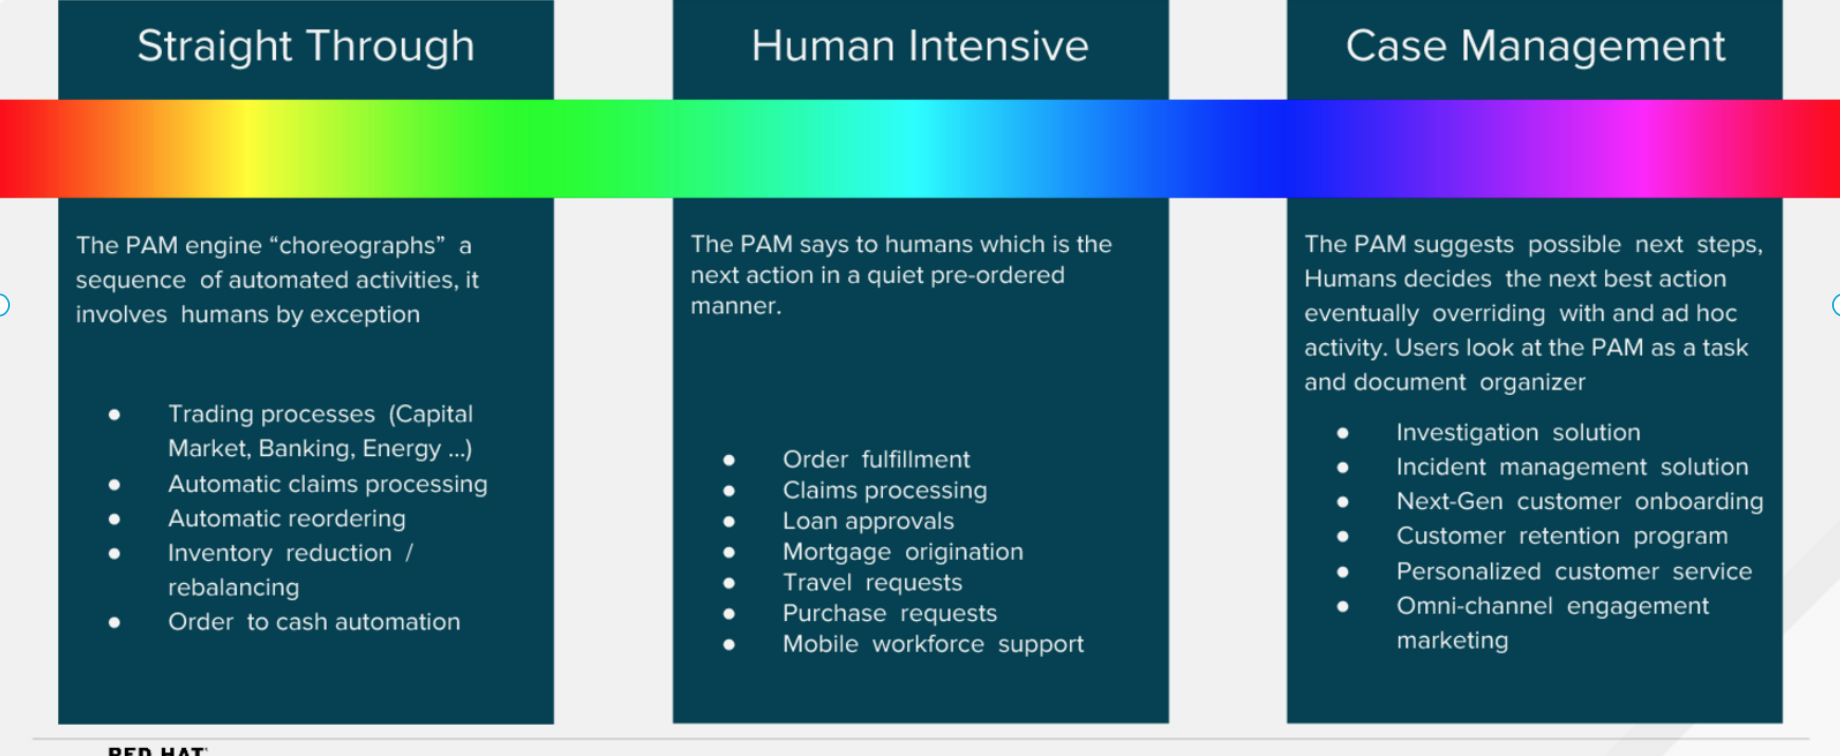 Straight Through
The PAM engine “choreographs” a
sequence of automated activities, it
involves humans by exception
● Trading processes (Capital
Market, Banking, Energy ...)
● Automatic claims processing
● Automatic reordering
● Inventory reduction /
rebalancing
● Order to cash automation
Human Intensive
The PAM says to humans which is the
next action in a quiet pre-ordered
manner.
● Order fulfillment
● Claims processing
● Loan approvals
● Mortgage origination
● Travel requests
● Purchase requests
● Mobile workforce support
Case Management
The PAM suggests possible next steps,
Humans decides the next best action
eventually overriding with and ad hoc
activity. Users look at the PAM as a task
and document organizer
● Investigation solution
● Incident management solution
● Next-Gen customer onboarding
● Customer retention program
● Personalized customer service
● Omni-channel engagement
marketing
RED HAT